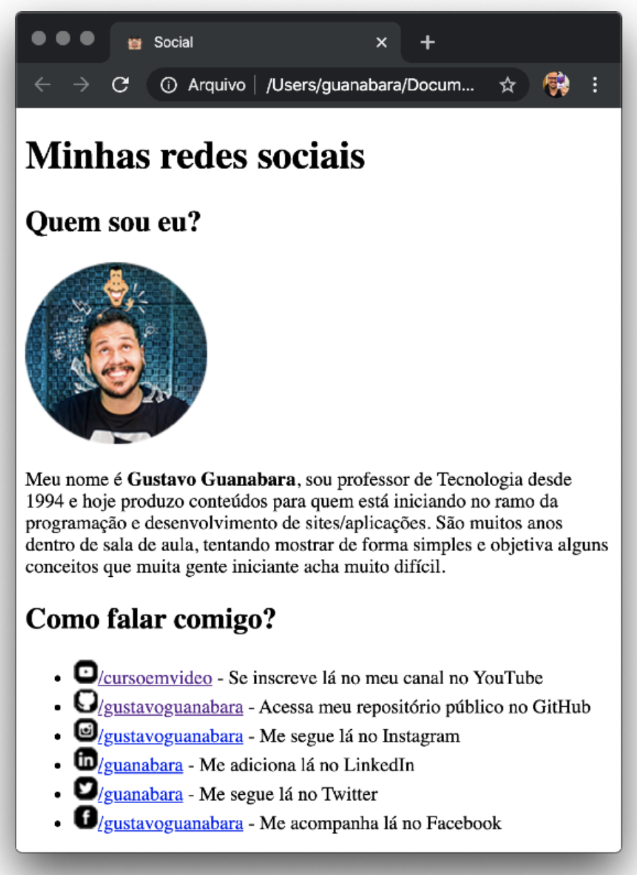 Social
Arquivo
/Users/guanabara/Docum...
Minhas redes sociais
Quem sou eu?
Meu nome é Gustavo Guanabara, sou professor de Tecnologia desde
1994 e hoje produzo conteúdos para quem está iniciando no ramo da
programação e desenvolvimento de sites/aplicações. São muitos anos
dentro de sala de aula, tentando mostrar de forma simples e objetiva alguns
conceitos que muita gente iniciante acha muito difícil.
Como falar comigo?
/cursoemvideo - Se inscreve lá no meu canal no YouTube
/gustavoguanabara - Acessa meu repositório público no GitHub
/gustavoguanabara - Me segue lá no Instagram
/guanabara - Me adiciona lá no LinkedIn
/guanabara - Me segue lá no Twitter
/gustavoguanabara - Me acompanha lá no Facebook